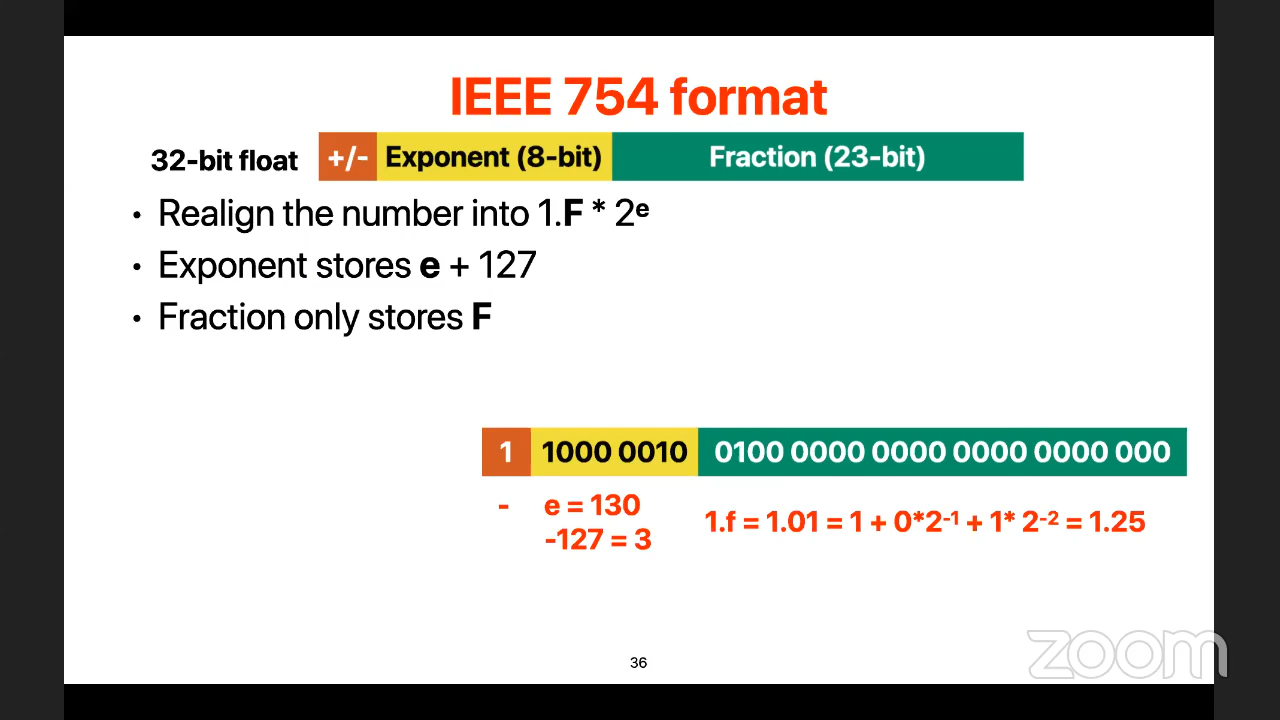 IEEE 754 format
32-bit float +/- Exponent (8-bit) Fraction (23-bit)
• Realign the number into 1.F * 2ᵉ
• Exponent stores e + 127
• Fraction only stores F
1 1000 0010 0100 0000 0000 0000 0000 000
- e = 130
-127 = 3
1.f = 1.01 = 1 + 0*2⁻¹ + 1* 2⁻² = 1.25
36
zoom